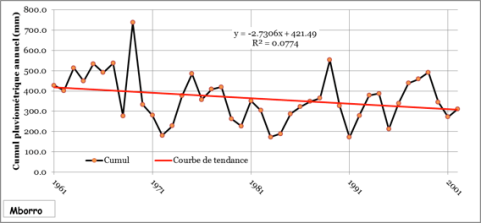 Cumul pluviométrique annuel (mm)
800.0
700.0
600.0
500.0
400.0
300.0
200.0
100.0
0.0
y = -2.7306x + 421.49
R² = 0.0774
Cumul
Courbe de tendance
1961
1971
1981
1991
2001
Mborro